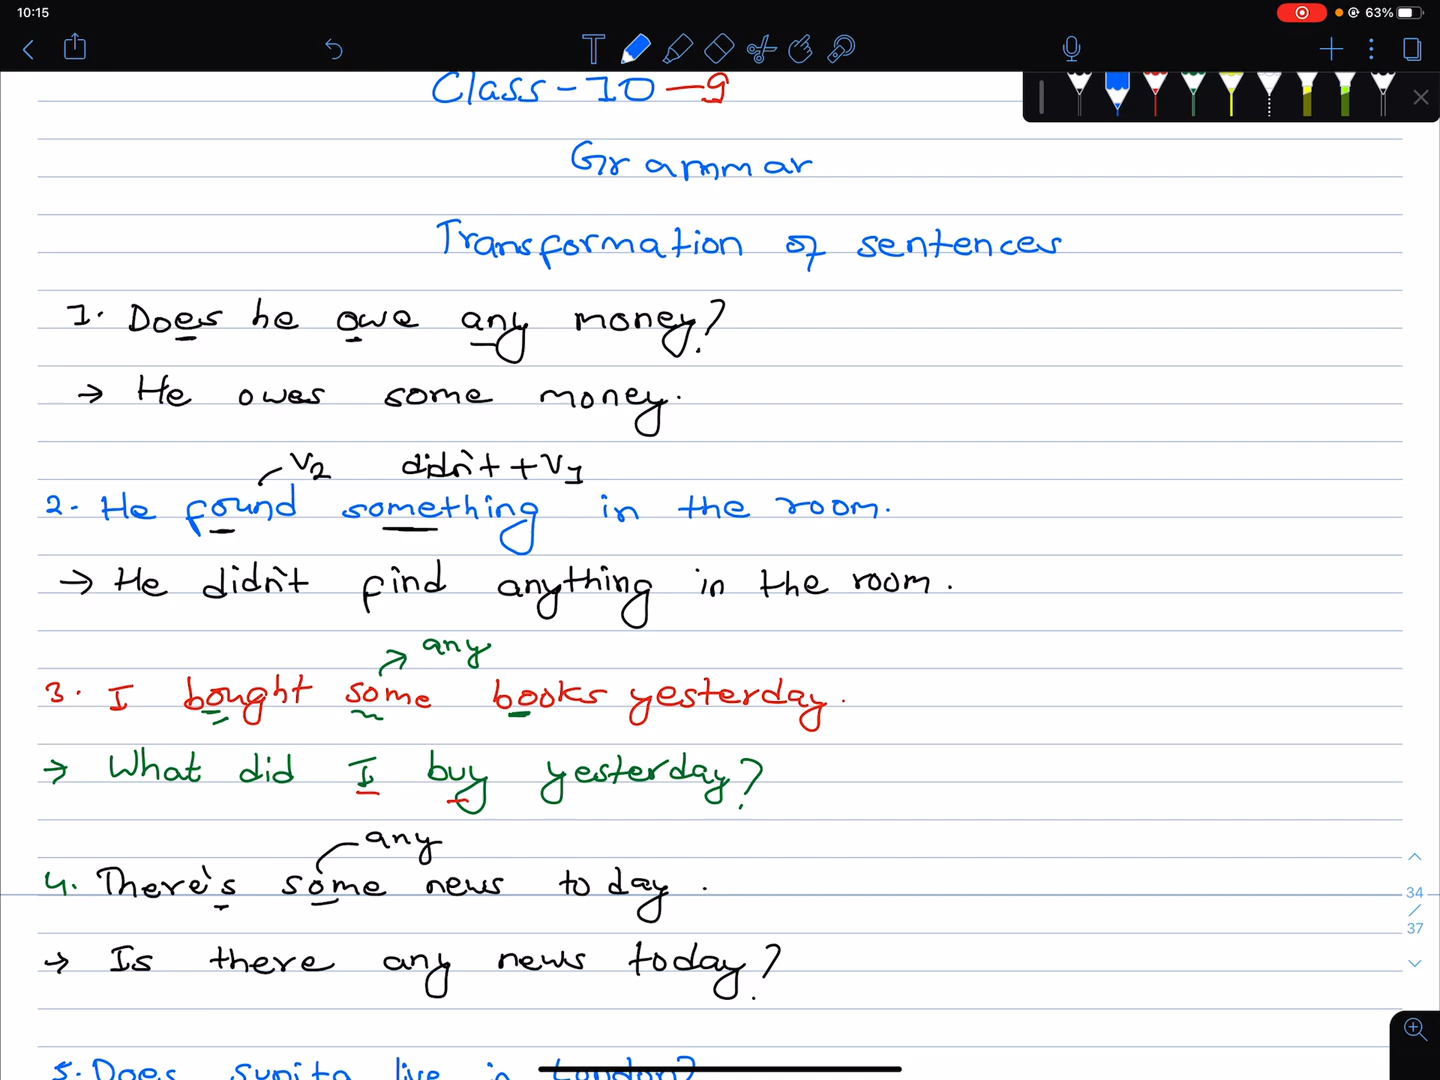 10:15
63%
Class-10-9
Grammar
Transformation of sentences
1. Does he owe any money?
→ He owes some money.
V2 didn't + V1
2. He found something in the room.
→ He didn't find anything in the room.
→ any
3. I bought some books yesterday.
→ What did I buy yesterday?
any
4. There's some news today.
34
/
37
→ Is there any news today?
5. Does sunita live in London?